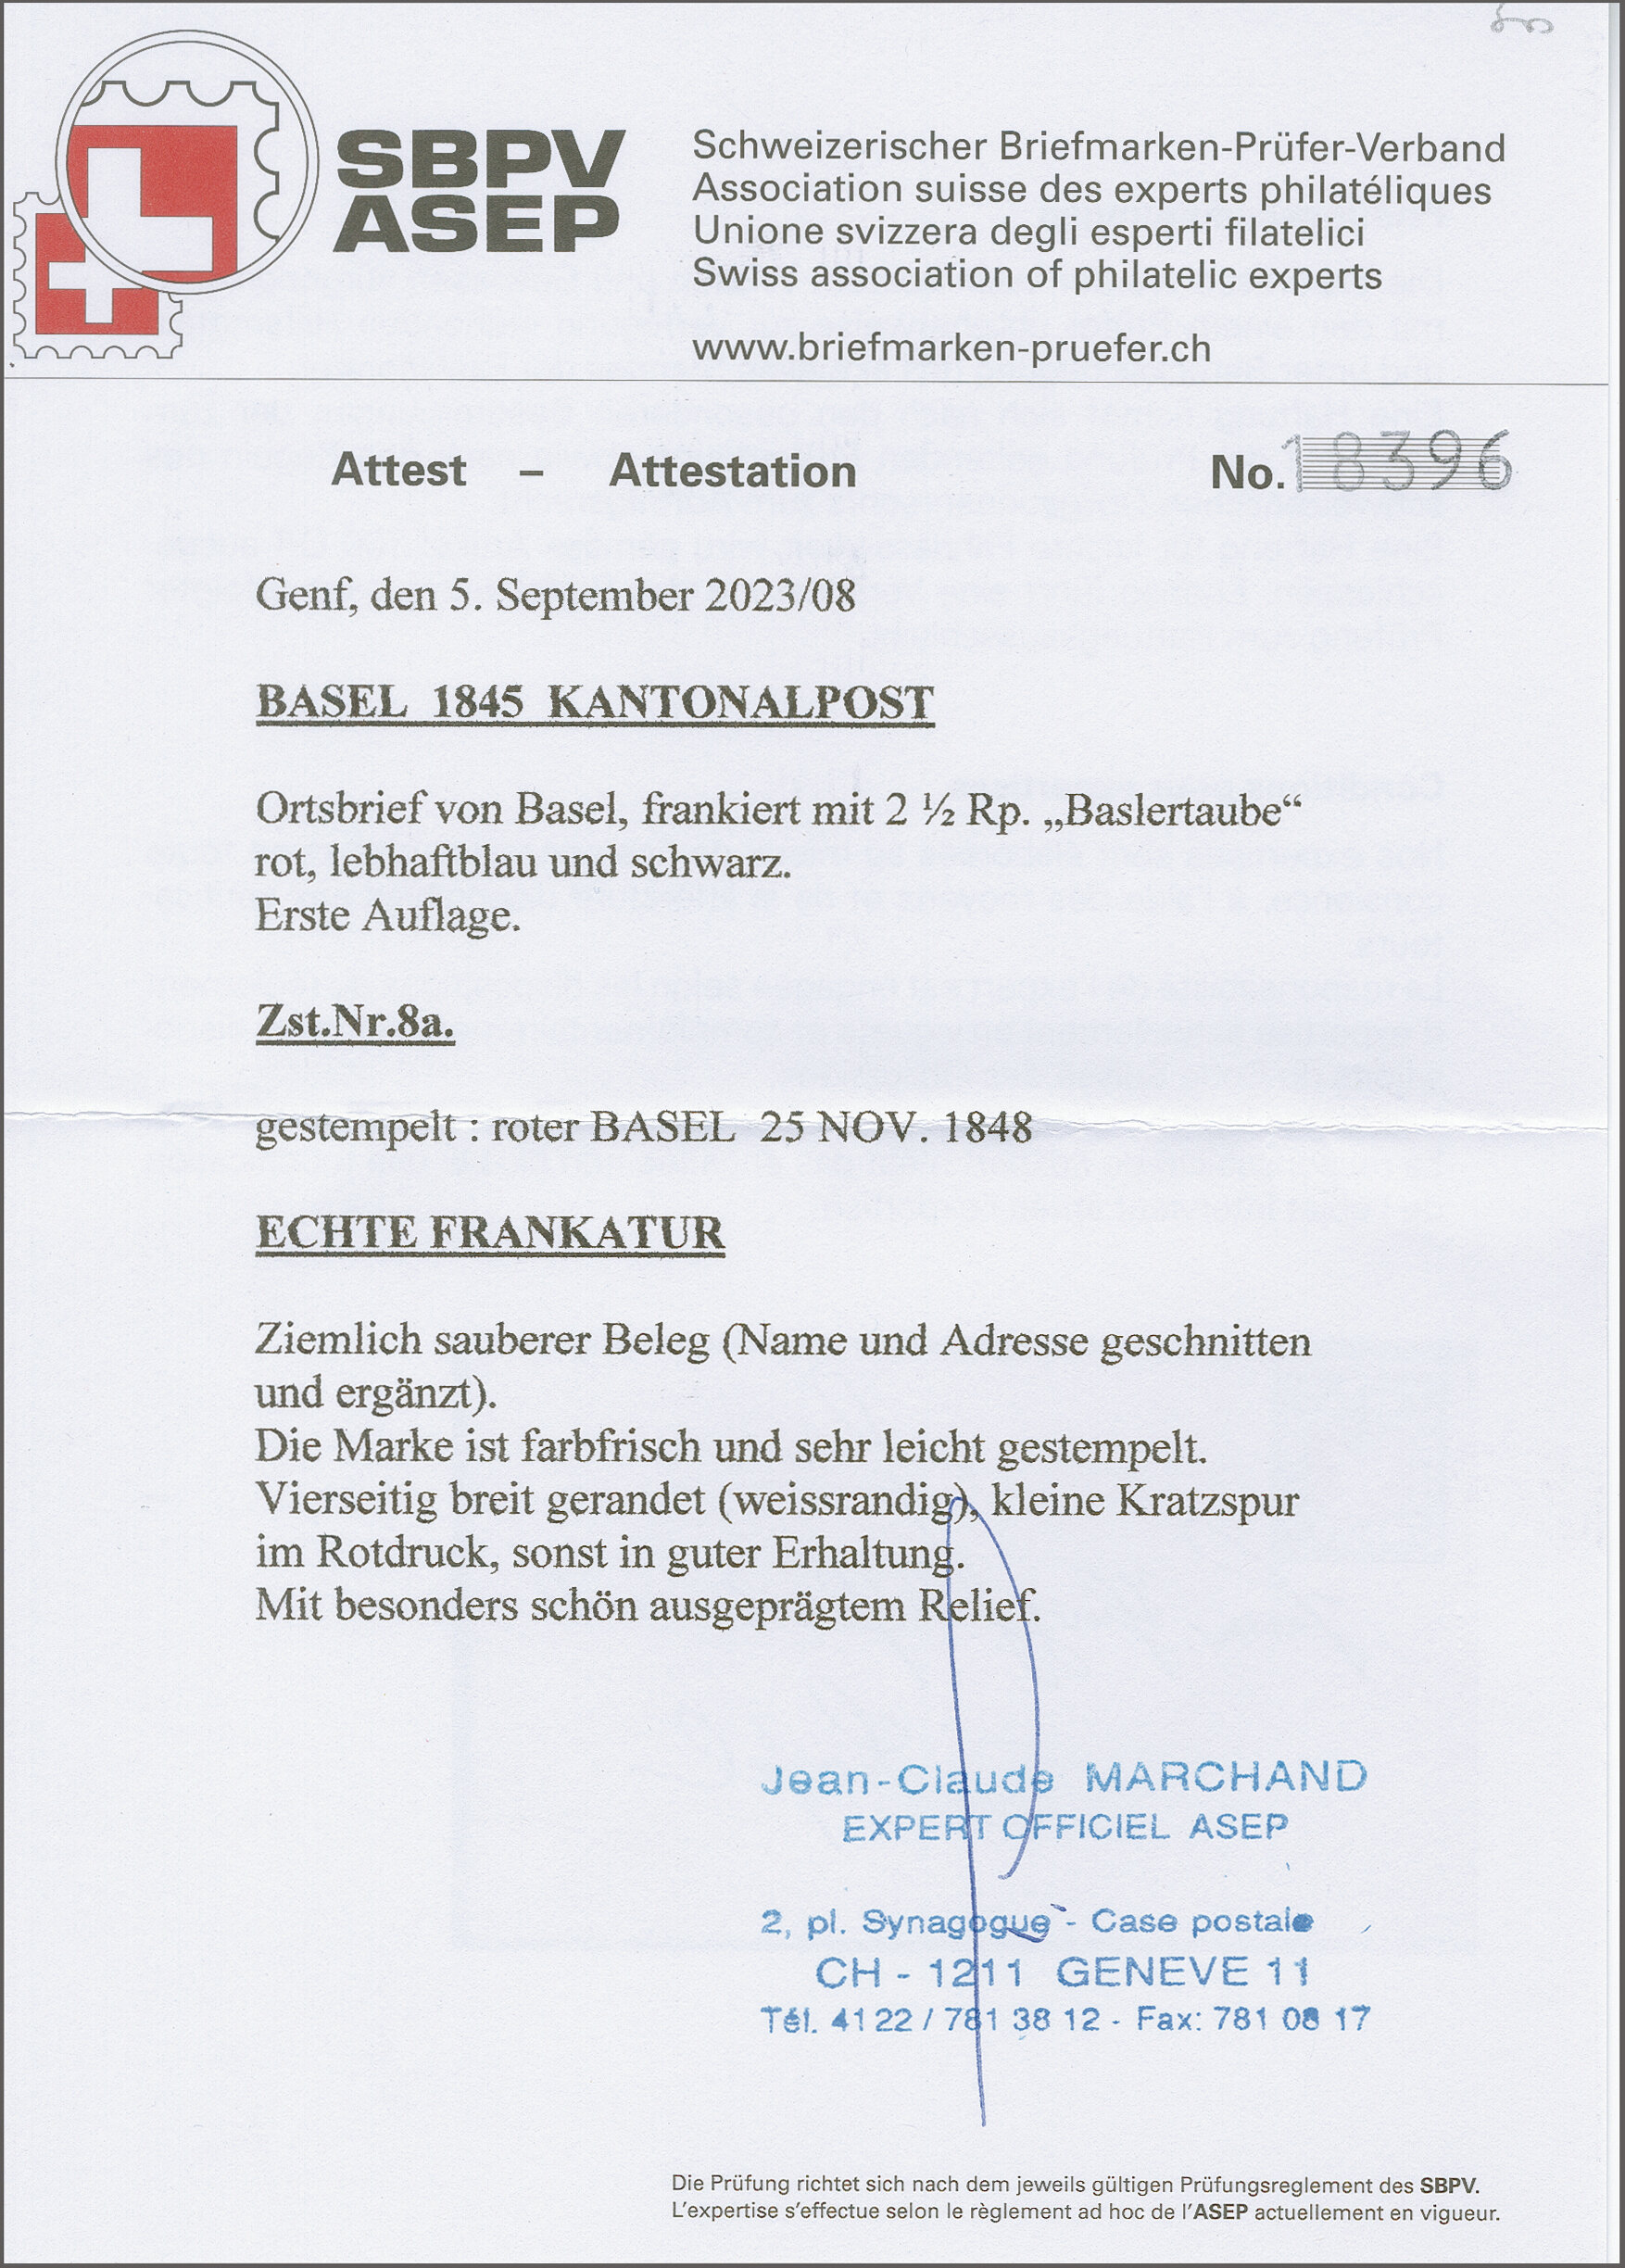 SBPV
ASEP
Schweizerischer Briefmarken-Prüfer-Verband
Association suisse des experts philatéliques
Unione svizzera degli esperti filatelici
Swiss association of philatelic experts
www.briefmarken-pruefer.ch
Attest – Attestation No. 18396
Genf, den 5. September 2023/08
BASEL 1845 KANTONALPOST
Ortsbrief von Basel, frankiert mit 2 ½ Rp. „Baslertaube“
rot, lebhaftblau und schwarz.
Erste Auflage.
Zst.Nr.8a.
gestempelt : roter BASEL 25 NOV. 1848
ECHTE FRANKATUR
Ziemlich sauberer Beleg (Name und Adresse geschnitten
und ergänzt).
Die Marke ist farbfrisch und sehr leicht gestempelt.
Vierseitig breit gerandet (weissrandig), kleine Kratzspur
im Rotdruck, sonst in guter Erhaltung.
Mit besonders schön ausgeprägtem Relief.
Jean-Claude MARCHAND
EXPERT OFFICIEL ASEP
2, pl. Synagogue - Case postale
CH - 1211 GENEVE 11
Tél. 41 22 / 781 38 12 - Fax: 781 08 17
Die Prüfung richtet sich nach dem jeweils gültigen Prüfungsreglement des SBPV.
L'expertise s'effectue selon le règlement ad hoc de l'ASEP actuellement en vigueur.